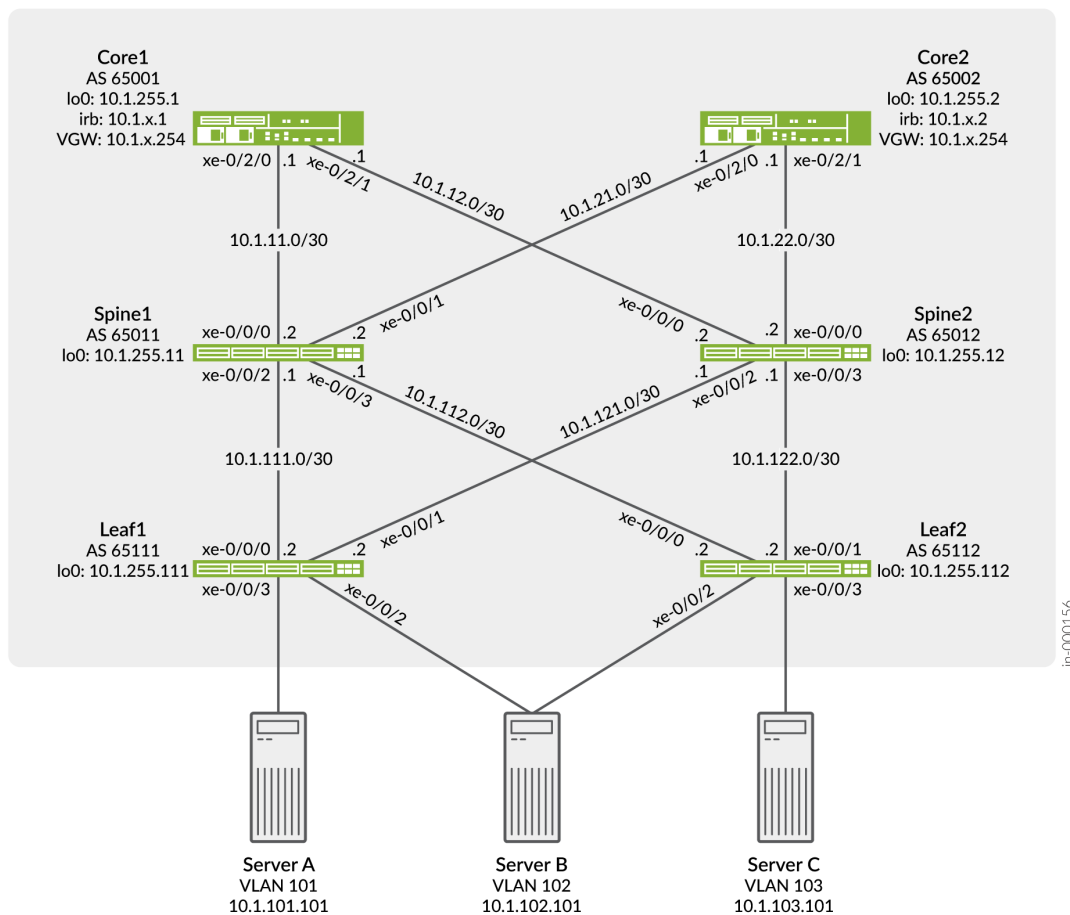 Core1
AS 65001
lo0: 10.1.255.1
irb: 10.1.x.1
VGW: 10.1.x.254
Core2
AS 65002
lo0: 10.1.255.2
irb: 10.1.x.2
VGW: 10.1.x.254
xe-0/2/0
.1
xe-0/2/1
.1
.1
xe-0/2/0
.1
xe-0/2/1
10.1.12.0/30
10.1.21.0/30
10.1.11.0/30
10.1.22.0/30
Spine1
AS 65011
lo0: 10.1.255.11
Spine2
AS 65012
lo0: 10.1.255.12
xe-0/0/0
.2
.2
xe-0/0/1
xe-0/0/0
.2
.2
xe-0/0/0
xe-0/0/2
.1
xe-0/0/3
.1
.1
xe-0/0/2
.1
xe-0/0/3
10.1.112.0/30
10.1.121.0/30
10.1.111.0/30
10.1.122.0/30
Leaf1
AS 65111
lo0: 10.1.255.111
Leaf2
AS 65112
lo0: 10.1.255.112
xe-0/0/0
.2
.2
xe-0/0/1
xe-0/0/0
.2
.2
xe-0/0/1
xe-0/0/3
xe-0/0/2
xe-0/0/2
xe-0/0/3
Server A
VLAN 101
10.1.101.101
Server B
VLAN 102
10.1.102.101
Server C
VLAN 103
10.1.103.101